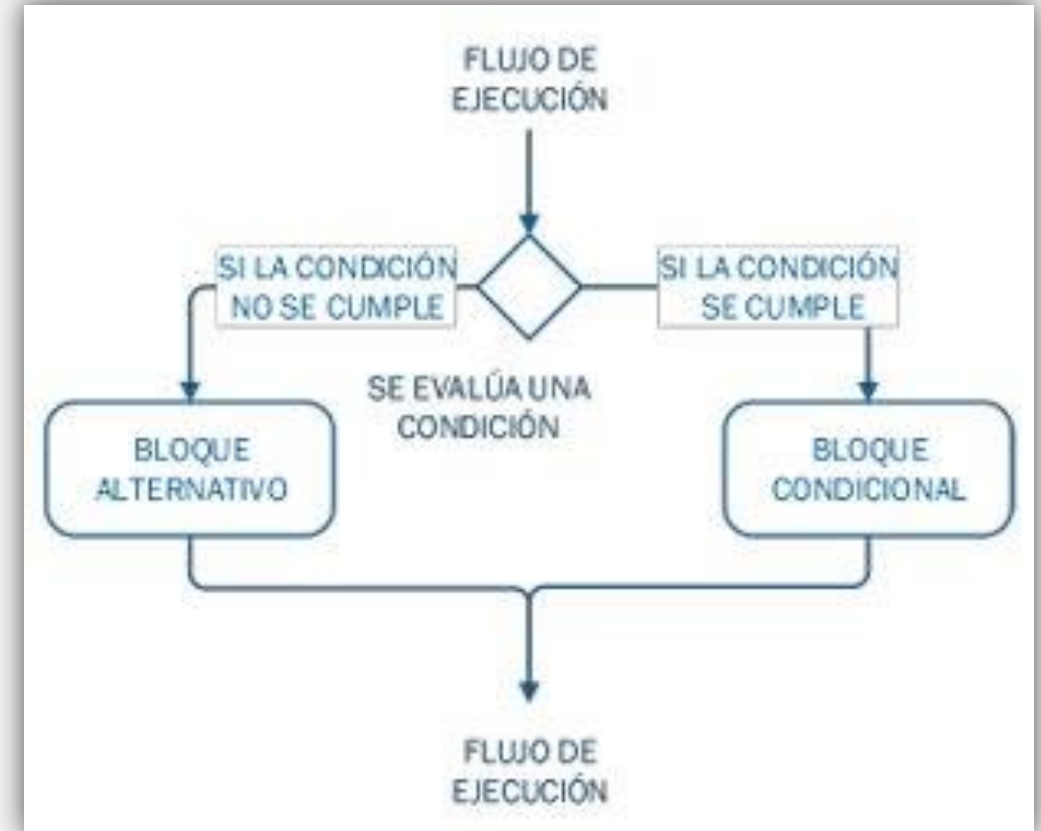 FLUJO DE
EJECUCIÓN
SI LA CONDICIÓN
NO SE CUMPLE
SI LA CONDICIÓN
SE CUMPLE
SE EVALÚA UNA
CONDICIÓN
BLOQUE
ALTERNATIVO
BLOQUE
CONDICIONAL
FLUJO DE
EJECUCIÓN